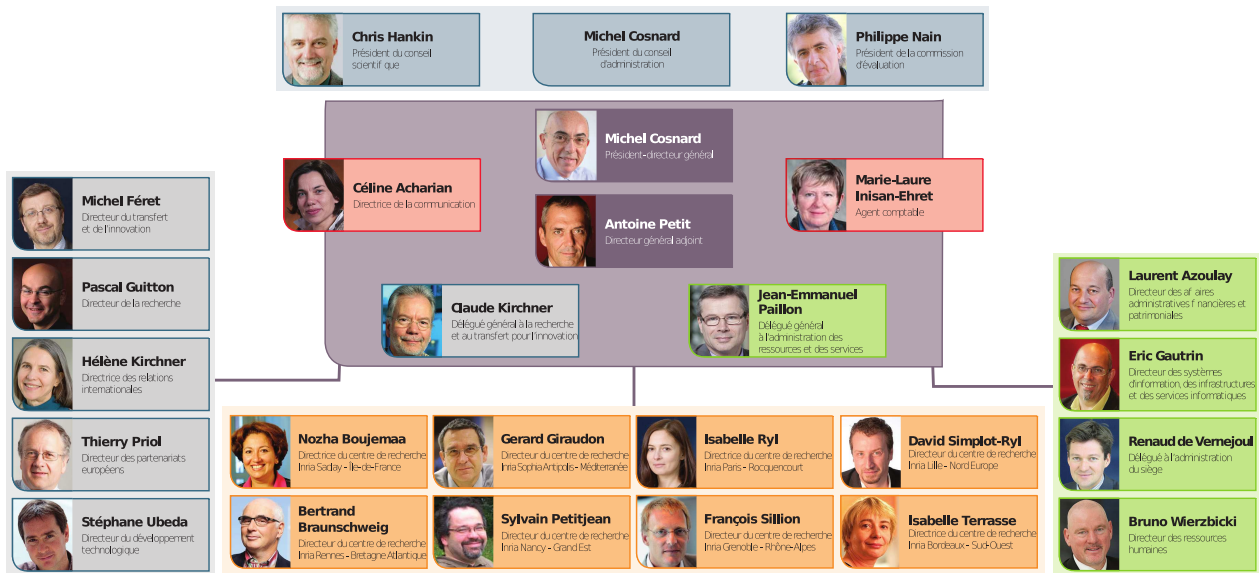 Chris Hankin
Président du conseil
scientif que
Michel Cosnard
Président du conseil
d'administration
Philippe Nain
Président de la commission
d'évaluation
Michel Cosnard
Président-directeur général
Céline Acharian
Directrice de la communication
Marie-Laure
Inisan-Ehret
Agent comptable
Antoine Petit
Directeur général adjoint
Claude Kirchner
Délégué général à la recherche
et au transfert pour l'innovation
Jean-Emmanuel
Paillon
Délégué général
à l'administration des
ressources et des services
Michel Féret
Directeur du transfert
et de l'innovation
Pascal Guitton
Directeur de la recherche
Hélène Kirchner
Directrice des relations
internationales
Thierry Priol
Directeur des partenariats
européens
Stéphane Ubeda
Directeur du développement
technologique
Nozha Boujemaa
Directrice du centre de recherche
Inria Saclay - Île-de-France
Gerard Giraudon
Directeur du centre de recherche
Inria Sophia Antipolis - Méditerranée
Isabelle Ryl
Directrice du centre de recherche
Inria Paris - Rocquencourt
David Simplot-Ryl
Directeur du centre de recherche
Inria Lille - Nord Europe
Bertrand
Braunschweig
Directeur du centre de recherche
Inria Rennes - Bretagne Atlantique
Sylvain Petitjean
Directeur du centre de recherche
Inria Nancy - Grand Est
François Sillion
Directeur du centre de recherche
Inria Grenoble - Rhône-Alpes
Isabelle Terrasse
Directrice du centre de recherche
Inria Bordeaux - Sud-Ouest
Laurent Azoulay
Directeur des af aires
administratives f nancières et
patrimoniales
Eric Gautrin
Directeur des systèmes
d'information, des infrastructures
et des services informatiques
Renaud de Vernejoul
Délégué à l'administration
du siège
Bruno Wierzbicki
Directeur des ressources
humaines